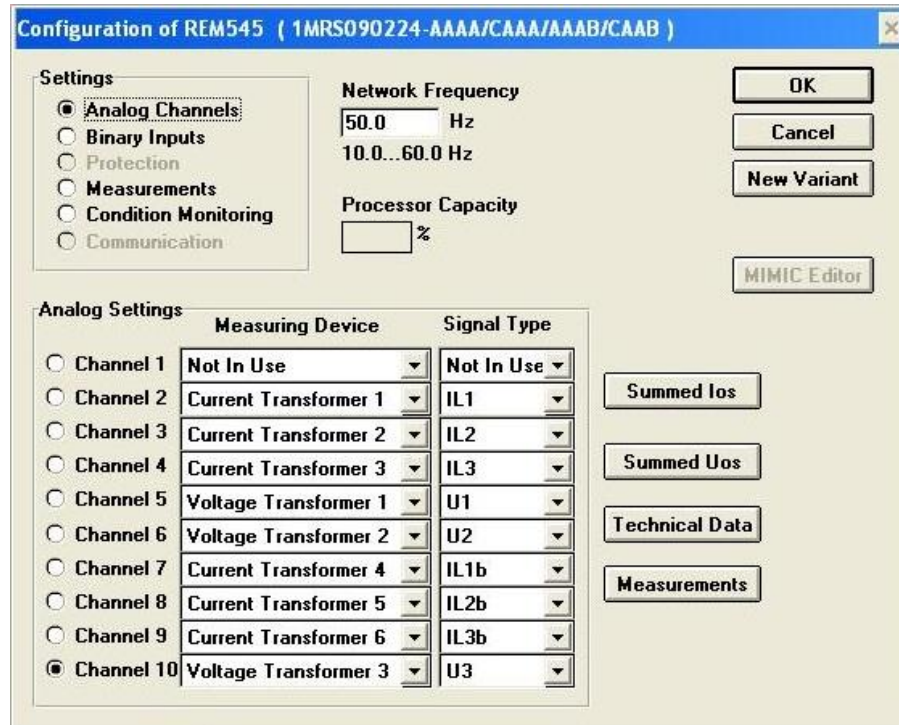 Configuration of REM545 ( 1MRS090224-AAAA/CAAA/AAAB/CAAB )
Settings
Analog Channels
Binary Inputs
Protection
Measurements
Condition Monitoring
Communication
Network Frequency
50.0 Hz
10.0...60.0 Hz
Processor Capacity
%
OK
Cancel
New Variant
MIMIC Editor
Analog Settings
Measuring Device Signal Type
Channel 1 Not In Use Not In Use
Channel 2 Current Transformer 1 IL1
Channel 3 Current Transformer 2 IL2
Channel 4 Current Transformer 3 IL3
Channel 5 Voltage Transformer 1 U1
Channel 6 Voltage Transformer 2 U2
Channel 7 Current Transformer 4 IL1b
Channel 8 Current Transformer 5 IL2b
Channel 9 Current Transformer 6 IL3b
Channel 10 Voltage Transformer 3 U3
Summed Ios
Summed Uos
Technical Data
Measurements